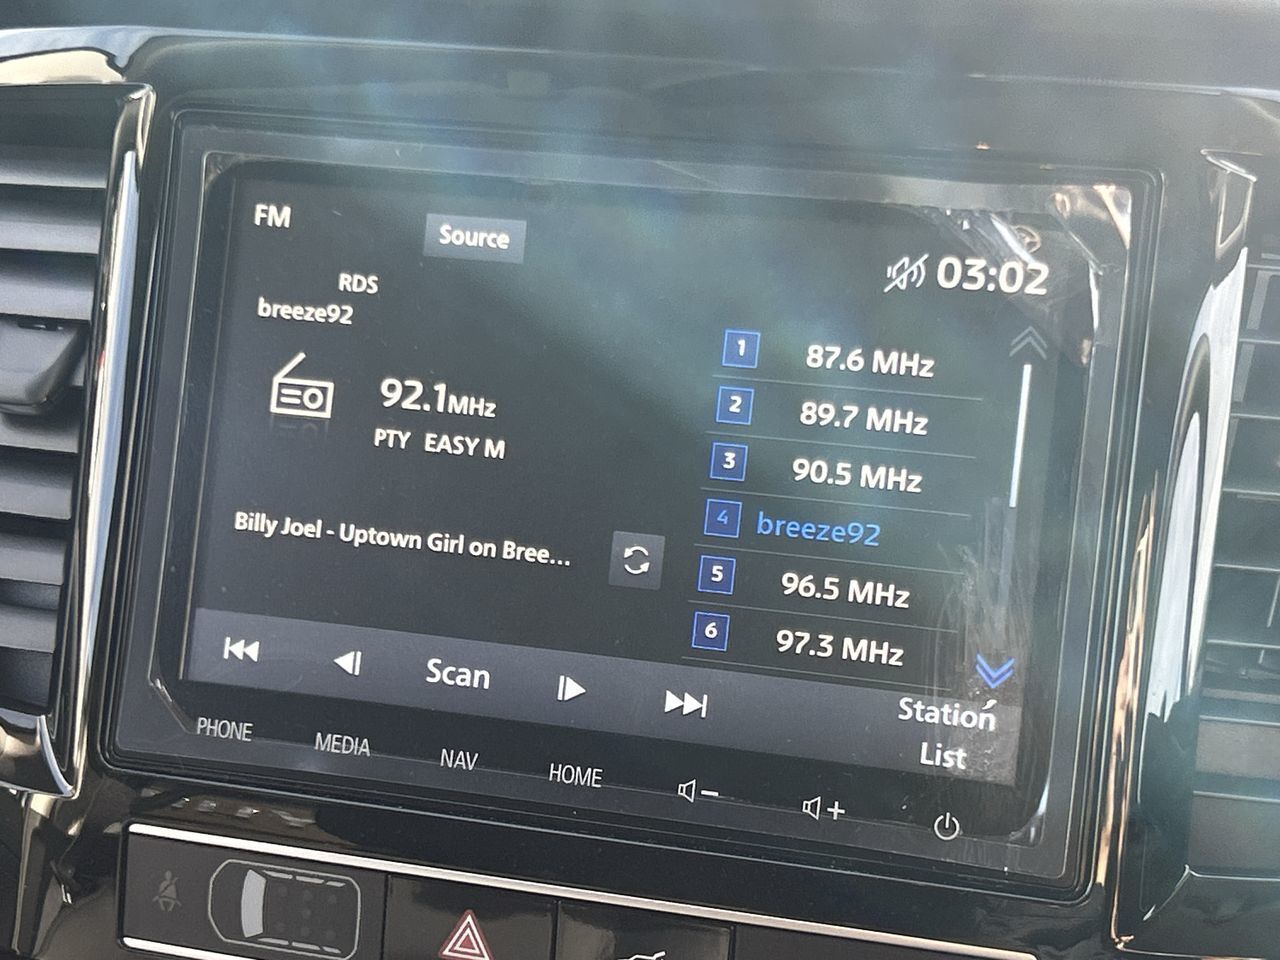 FM
Source
03:02
RDS
breeze92
92.1MHz
PTY EASY M
Billy Joel - Uptown Girl on Bree...
1 87.6 MHz
2 89.7 MHz
3 90.5 MHz
4 breeze92
5 96.5 MHz
6 97.3 MHz
Scan
Station
List
PHONE
MEDIA
NAV
HOME